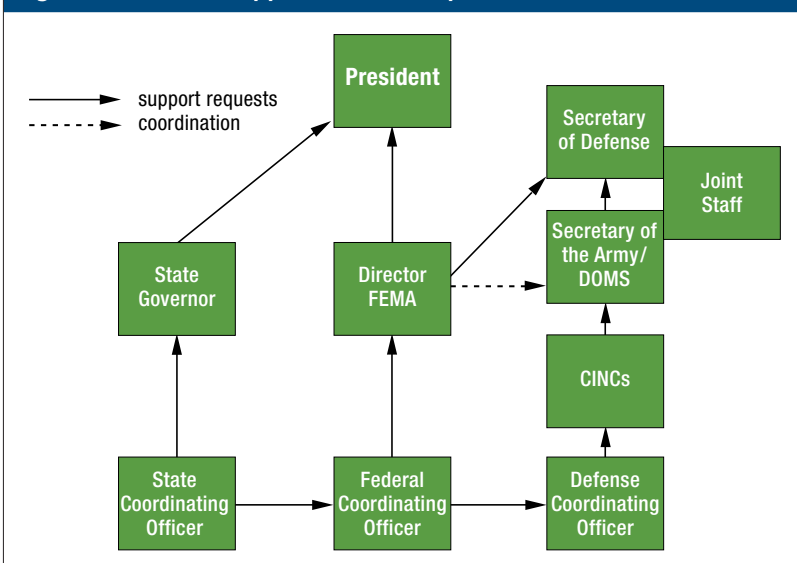 President
support requests
coordination
Secretary
of Defense
Joint
Staff
State
Governor
Director
FEMA
Secretary of
the Army/
DOMS
CINCs
State
Coordinating
Officer
Federal
Coordinating
Officer
Defense
Coordinating
Officer